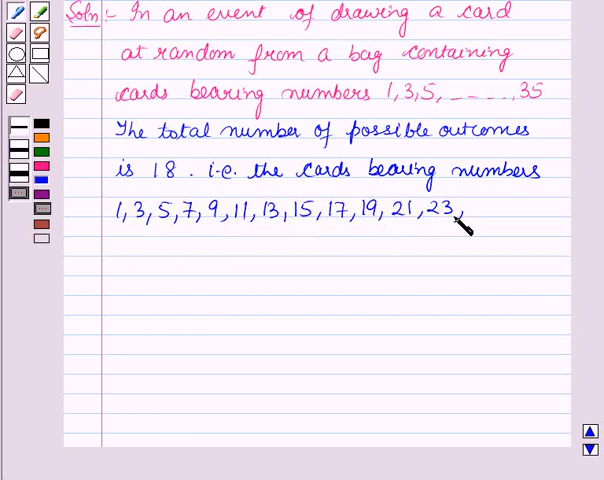 Soln:- In an event of drawing a card
at random from a bag containing
cards bearing numbers 1,3,5, - - - - -, 35
The total number of possible outcomes
is 18. i.e. the cards bearing numbers
1, 3, 5, 7, 9, 11, 13, 15, 17, 19, 21, 23,